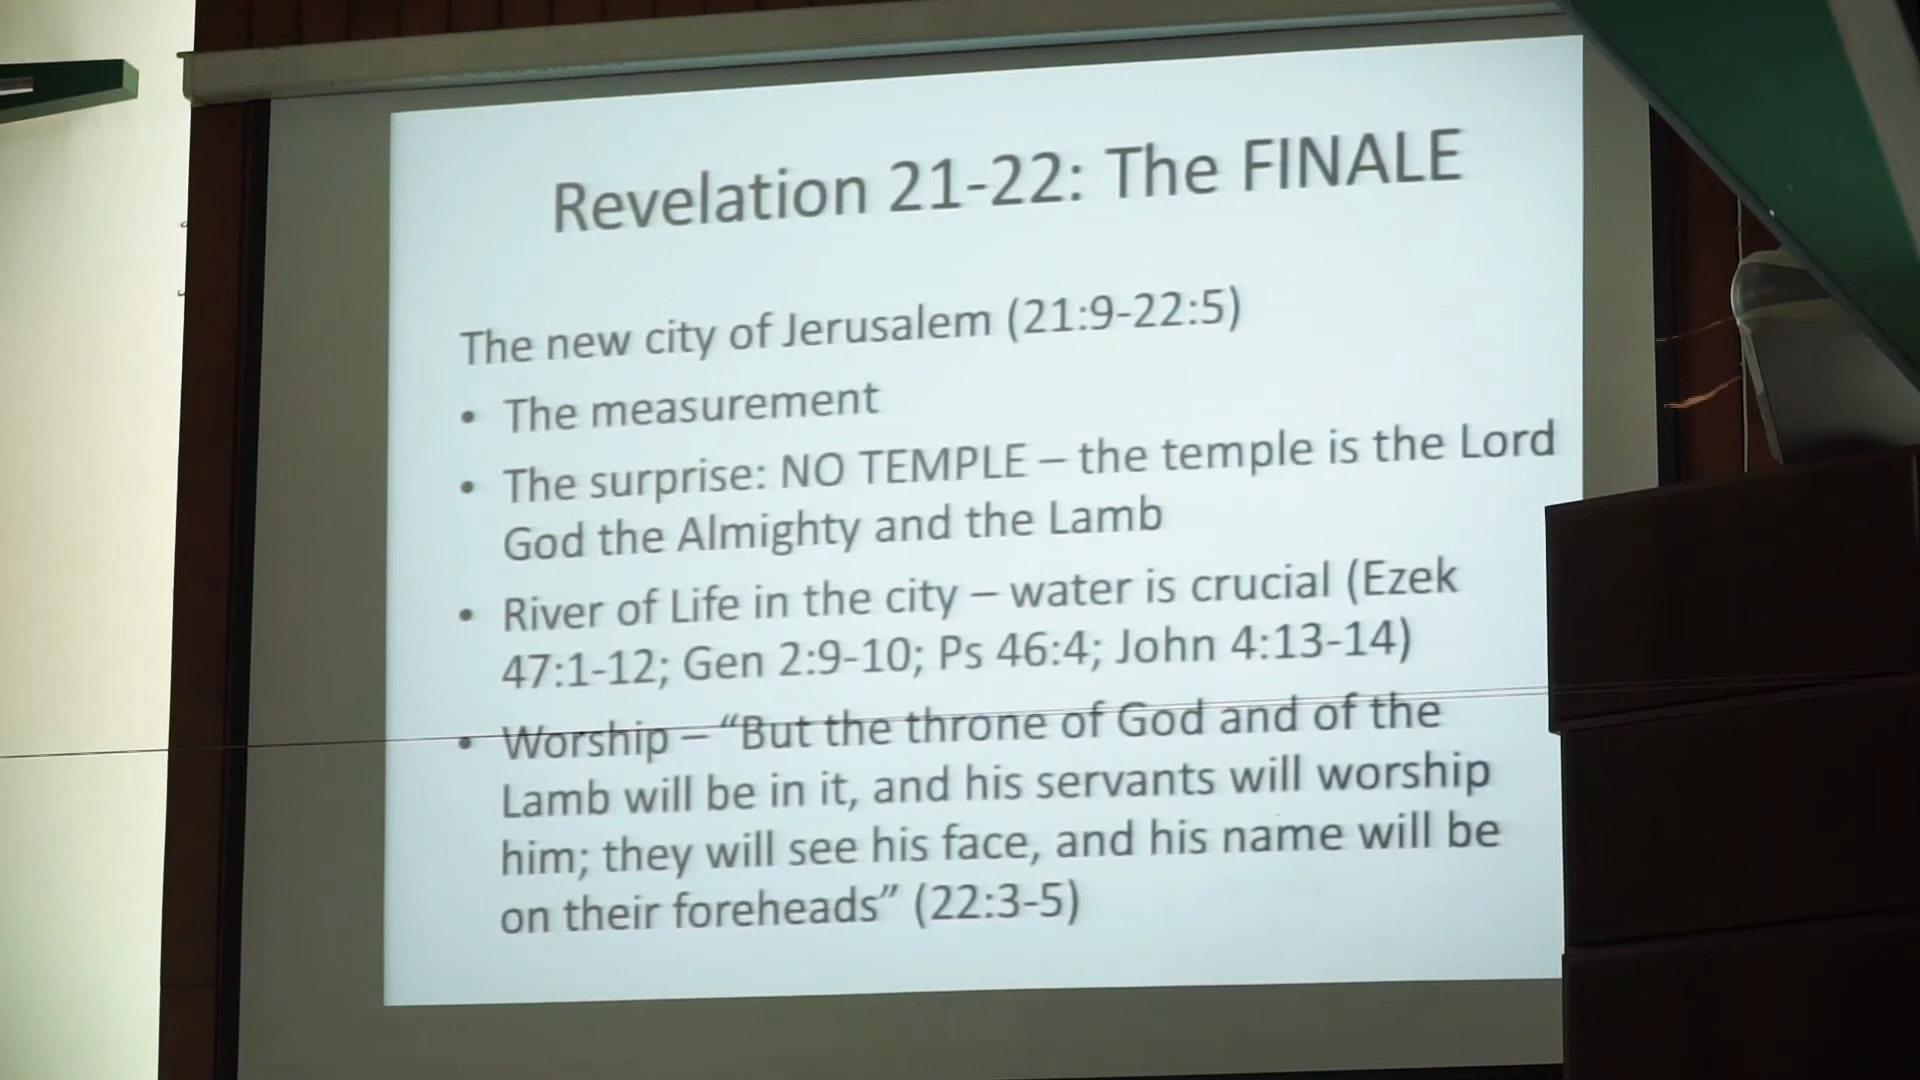 Revelation 21-22: The FINALE
The new city of Jerusalem (21:9-22:5)
• The measurement
• The surprise: NO TEMPLE – the temple is the Lord
God the Almighty and the Lamb
• River of Life in the city – water is crucial (Ezek
47:1-12; Gen 2:9-10; Ps 46:4; John 4:13-14)
• Worship – “But the throne of God and of the
Lamb will be in it, and his servants will worship
him; they will see his face, and his name will be
on their foreheads” (22:3-5)